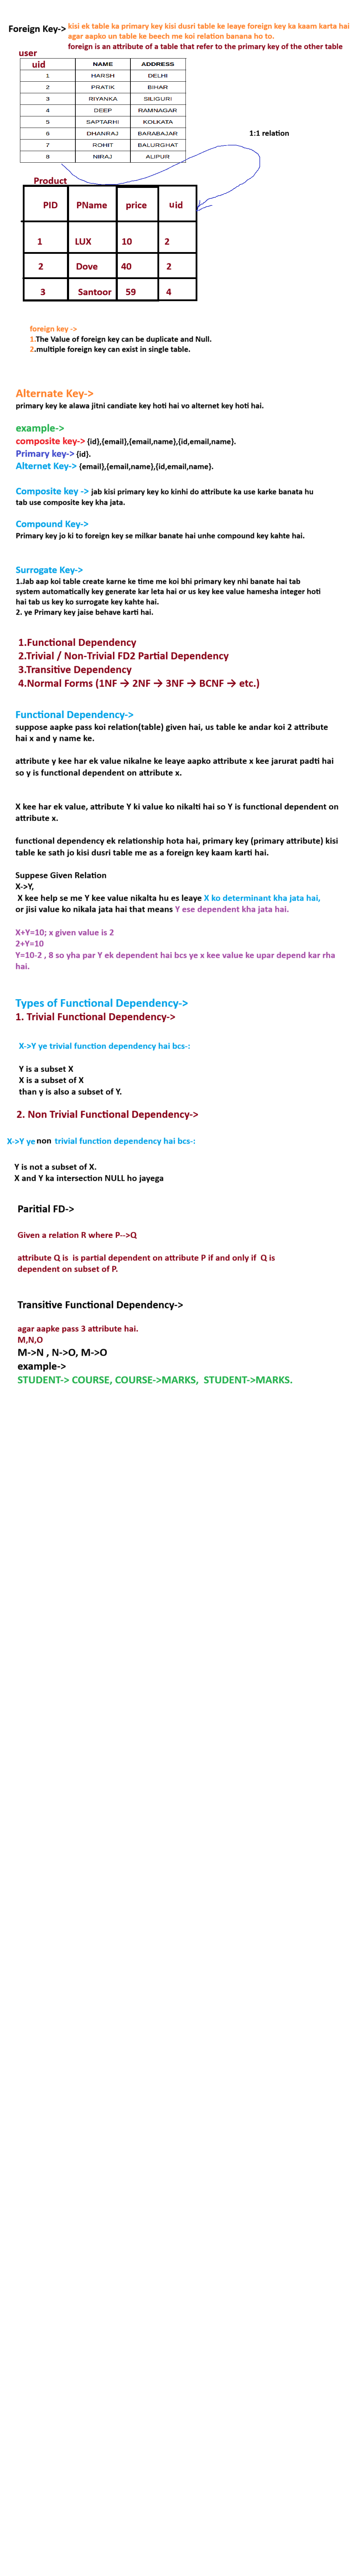 Foreign Key-> kisi ek table ka primary key kisi dusri table ke leaye foreign key ka kaam karta hai
agar aapko un table ke beech me koi relation banana ho to.
foreign is an attribute of a table that refer to the primary key of the other table
user
uid NAME ADDRESS
1 HARSH DELHI
2 PRATIK BIHAR
3 RIYANKA SILIGURI
4 DEEP RAMNAGAR
5 SAPTARHI KOLKATA
6 DHANRAJ BARABAJAR
7 ROHIT BALURGHAT
8 NIRAJ ALIPUR
1:1 relation
Product
PID PName price uid
1 LUX 10 2
2 Dove 40 2
3 Santoor 59 4
foreign key ->
1.The Value of foreign key can be duplicate and Null.
2.multiple foreign key can exist in single table.
Alternate Key->
primary key ke alawa jitni candiate key hoti hai vo alternet key hoti hai.
example->
composite key-> {id},{email},{email,name},{id,email,name}.
Primary key-> {id}.
Alternet Key-> {email},{email,name},{id,email,name}.
Composite key -> jab kisi primary key ko kinhi do attribute ka use karke banata hu
tab use composite key kha jata.
Compound Key->
Primary key jo ki to foreign key se milkar banate hai unhe compound key kahte hai.
Surrogate Key->
1.Jab aap koi table create karne ke time me koi bhi primary key nhi banate hai tab
system automatically key generate kar leta hai or us key kee value hamesha integer hoti
hai tab us key ko surrogate key kahte hai.
2. ye Primary key jaise behave karti hai.
1.Functional Dependency
2.Trivial / Non-Trivial FD2 Partial Dependency
3.Transitive Dependency
4.Normal Forms (1NF → 2NF → 3NF → BCNF → etc.)
Functional Dependency->
suppose aapke pass koi relation(table) given hai, us table ke andar koi 2 attribute
hai x and y name ke.
attribute y kee har ek value nikalne ke leaye aapko attribute x kee jarurat padti hai
so y is functional dependent on attribute x.
X kee har ek value, attribute Y ki value ko nikalti hai so Y is functional dependent on
attribute x.
functional dependency ek relationship hota hai, primary key (primary attribute) kisi
table ke sath jo kisi dusri table me as a foreign key kaam karti hai.
Suppese Given Relation
X->Y,
X kee help se me Y kee value nikalta hu es leaye X ko determinant kha jata hai,
or jisi value ko nikala jata hai that means Y ese dependent kha jata hai.
X+Y=10; x given value is 2
2+Y=10
Y=10-2 , 8 so yha par Y ek dependent hai bcs ye x kee value ke upar depend kar rha
hai.
Types of Functional Dependency->
1. Trivial Functional Dependency->
X->Y ye trivial function dependency hai bcs-:
Y is a subset X
X is a subset of X
than y is also a subset of Y.
2. Non Trivial Functional Dependency->
X->Y ye non trivial function dependency hai bcs-:
Y is not a subset of X.
X and Y ka intersection NULL ho jayega
Paritial FD->
Given a relation R where P-->Q
attribute Q is  is partial dependent on attribute P if and only if  Q is
dependent on subset of P.
Transitive Functional Dependency->
agar aapke pass 3 attribute hai.
M,N,O
M->N , N->O, M->O
example->
STUDENT-> COURSE, COURSE->MARKS,  STUDENT->MARKS.